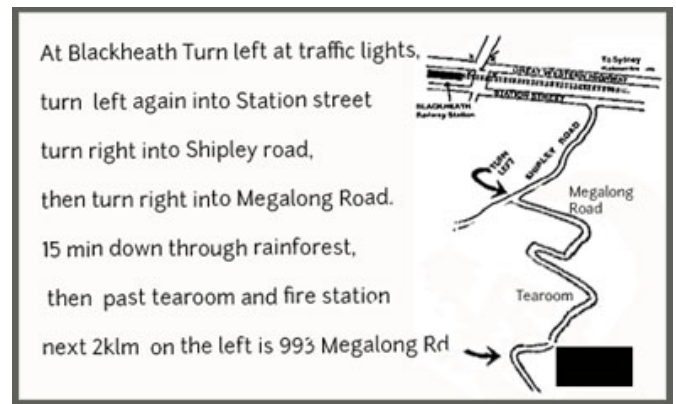 At Blackheath Turn left at traffic lights,
turn left again into Station street
turn right into Shipley road,
then turn right into Megalong Road.
15 min down through rainforest,
then past tearoom and fire station
next 2klm on the left is 993 Megalong Rd
To Sydney
GREAT WESTERN HIGHWAY
STATION STREET
BLACKHEATH
Railway Station
SHIPLEY ROAD
TURN
LEFT
Megalong
Road
Tearoom